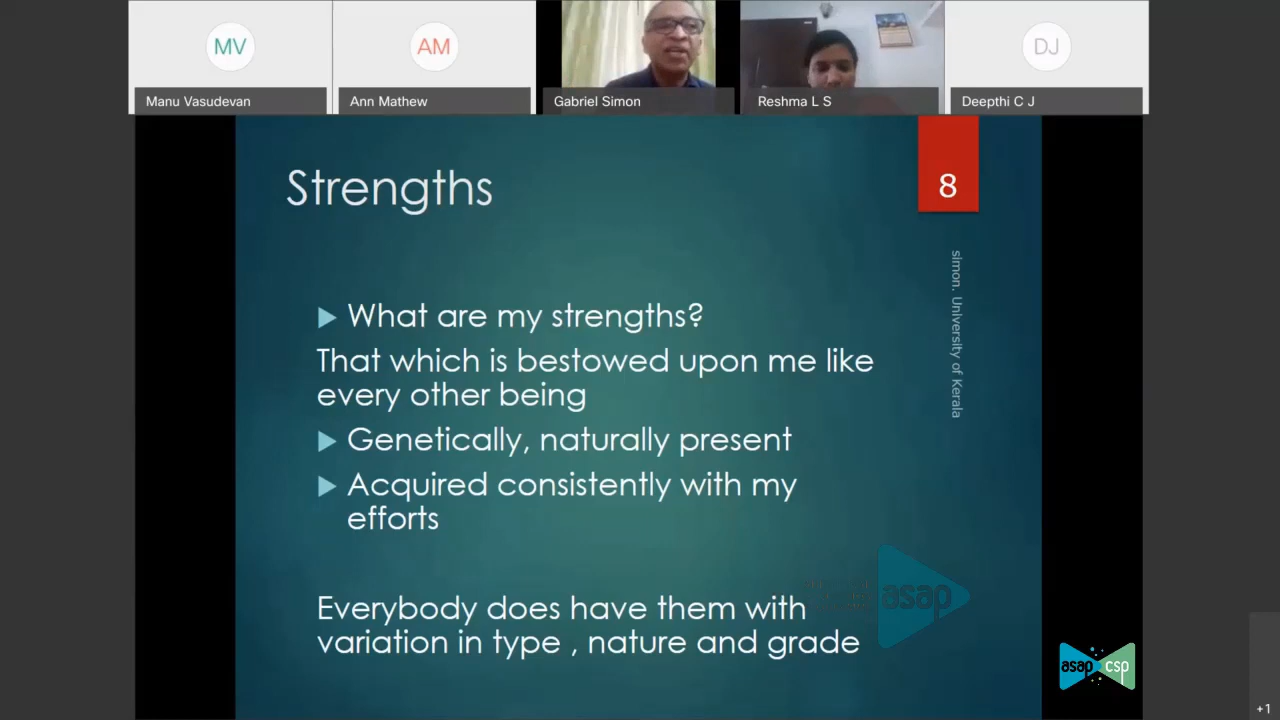 MV
AM
DJ
Manu Vasudevan
Ann Mathew
Gabriel Simon
Reshma L S
Deepthi C J
Strengths
8
simon. University of Kerala
▶ What are my strengths?
That which is bestowed upon me like
every other being
▶ Genetically, naturally present
▶ Acquired consistently with my
efforts
Everybody does have them with
variation in type , nature and grade
asap
asap csp
+1